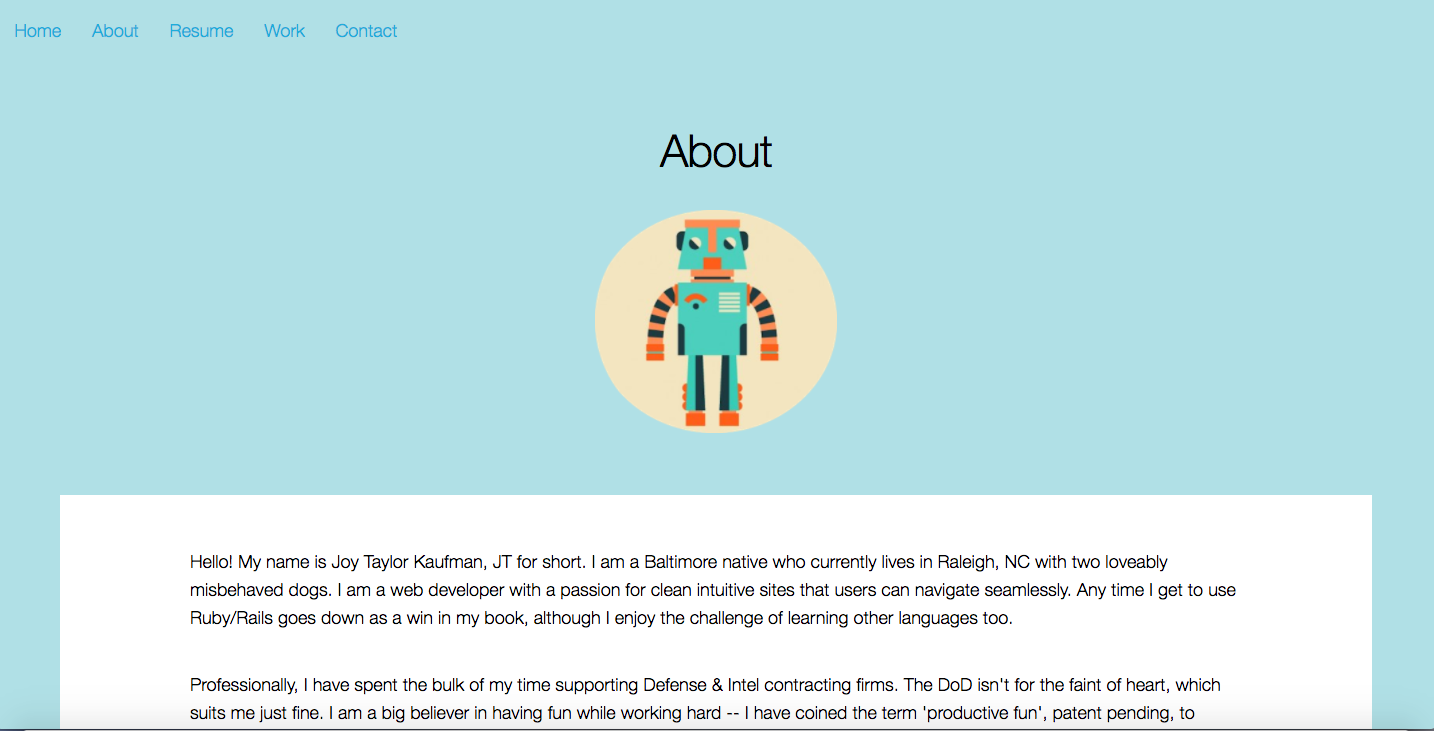 Home About Resume Work Contact
About
Hello! My name is Joy Taylor Kaufman, JT for short. I am a Baltimore native who currently lives in Raleigh, NC with two loveably
misbehaved dogs. I am a web developer with a passion for clean intuitive sites that users can navigate seamlessly. Any time I get to use
Ruby/Rails goes down as a win in my book, although I enjoy the challenge of learning other languages too.
Professionally, I have spent the bulk of my time supporting Defense & Intel contracting firms. The DoD isn't for the faint of heart, which
suits me just fine. I am a big believer in having fun while working hard -- I have coined the term 'productive fun', patent pending, to